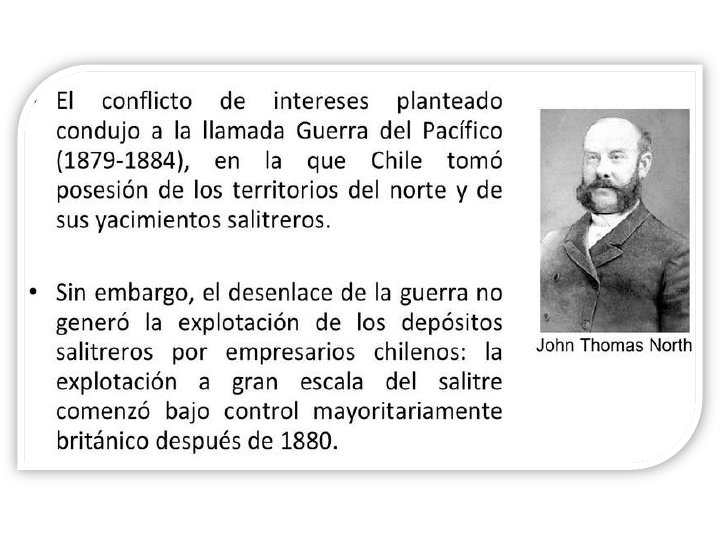 El conflicto de intereses planteado
condujo a la llamada Guerra del Pacífico
(1879-1884), en la que Chile tomó
posesión de los territorios del norte y de
sus yacimientos salitreros.
• Sin embargo, el desenlace de la guerra no
generó la explotación de los depósitos
salitreros por empresarios chilenos: la
explotación a gran escala del salitre
comenzó bajo control mayoritariamente
británico después de 1880.
John Thomas North